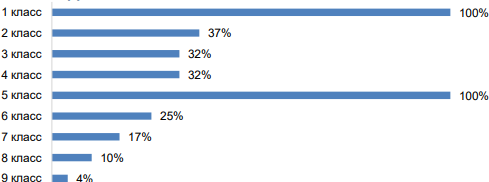 1 класс 100%
2 класс 37%
3 класс 32%
4 класс 32%
5 класс 100%
6 класс 25%
7 класс 17%
8 класс 10%
9 класс 4%